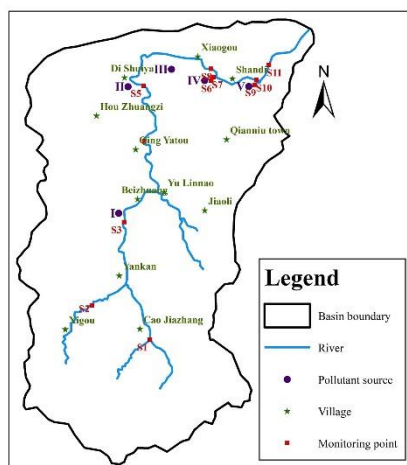 Xiaogou
N
III
S11
Di Shuiya
Shandi
II
S5
IV
S8
S6
S7
V
S9
S10
Hou Zhuangzi
Qianniu town
Qing Yatou
Yu Linnao
Beizhuang
Jiaoli
I
S3
Yankan
S2
Yigou
Cao Jiazhang
S1
Legend
Basin boundary
River
Pollutant source
Village
Monitoring point